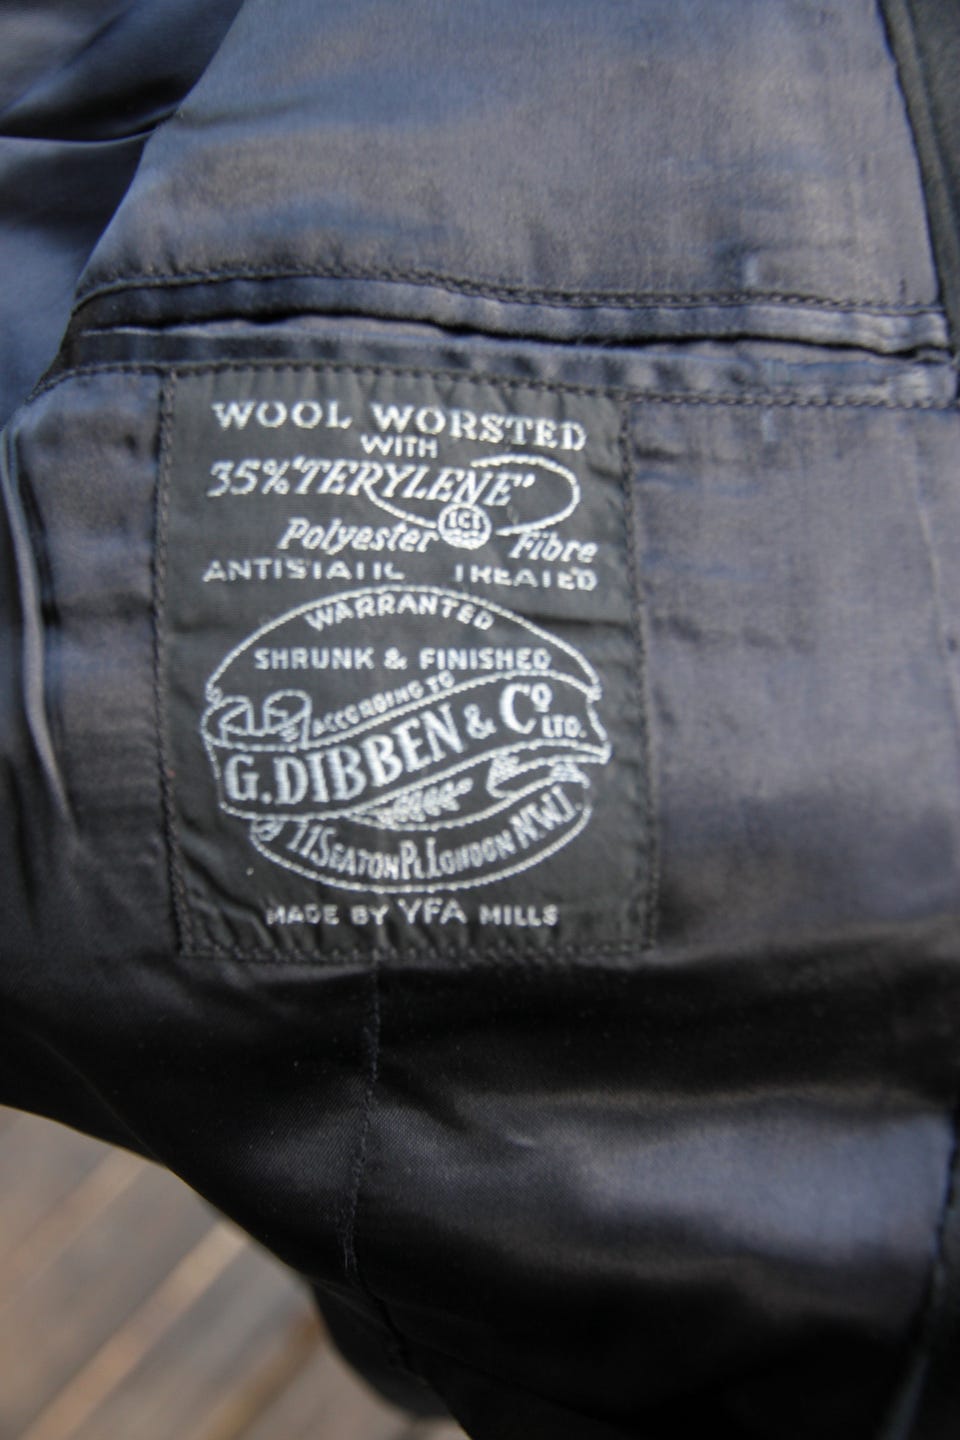 WOOL WORSTED
WITH
35% 'TERYLENE'
ICI
Polyester Fibre
ANTISTATIC TREATED
WARRANTED
SHRUNK & FINISHED
ACCORDING TO
G. DIBBEN & CO LTD.
11 SEATON PL. LONDON N.W.1.
MADE BY YFA MILLS